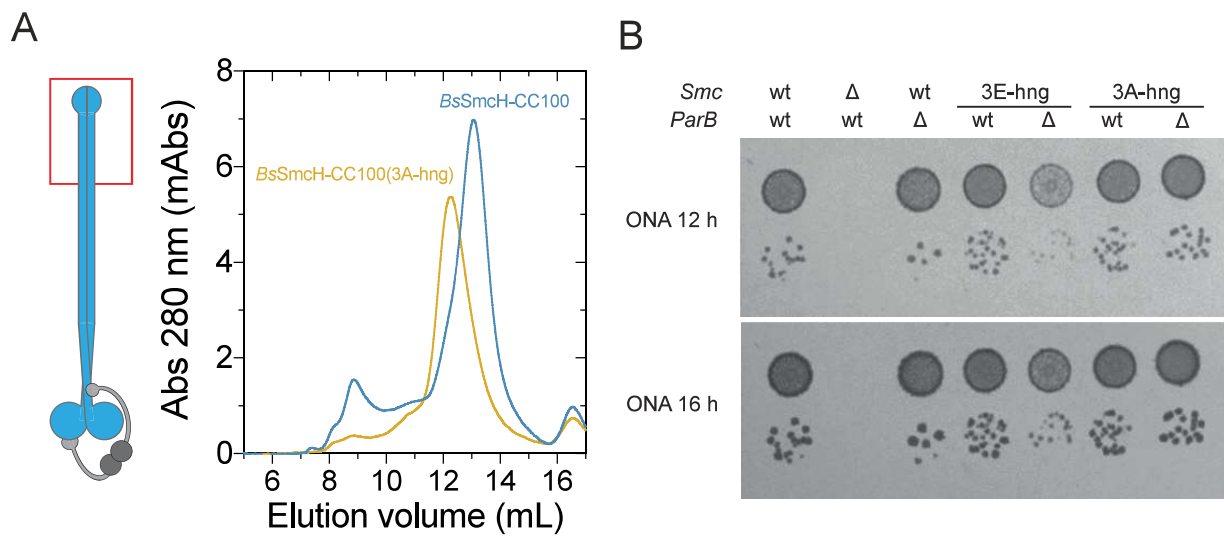 A
8
6
4
2
0
Abs 280 nm (mAbs)
BsSmcH-CC100
BsSmcH-CC100(3A-hng)
6 8 10 12 14 16
Elution volume (mL)
B
Smc wt Δ wt 3E-hng 3A-hng
ParB wt wt Δ wt Δ wt Δ
ONA 12 h
ONA 16 h